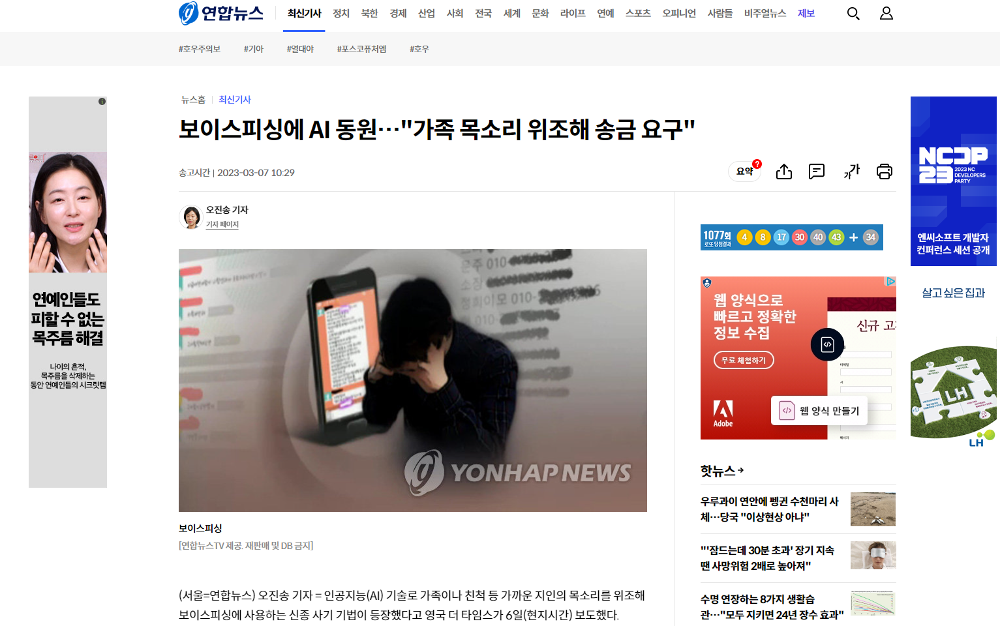 연합뉴스
최신기사 정치 북한 경제 산업 사회 전국 세계 문화 라이프 연예 스포츠 오피니언 사람들 비주얼뉴스 제보
#호우주의보 #기아 #열대야 #포스코퓨처엠 #호우
뉴스홈 최신기사
보이스피싱에 AI 동원…"가족 목소리 위조해 송금 요구"
송고시간 | 2023-03-07 10:29
요약 ?
가가
오진송 기자
기자 페이지
온주 010-
소장
정희이모 010-
YONHAP NEWS
보이스피싱
[연합뉴스TV 제공. 재판매 및 DB 금지]
(서울=연합뉴스) 오진송 기자 = 인공지능(AI) 기술로 가족이나 친척 등 가까운 지인의 목소리를 위조해
보이스피싱에 사용하는 신종 사기 기법이 등장했다고 영국 더 타임스가 6일(현지시간) 보도했다.
연예인들도
피할 수 없는
목주름 해결
나이의 흔적,
목주름을 삭제하는
동안 연예인들의 시크릿템
1077회
로또 당첨결과
4 8 17 30 40 43 + 34
웹 양식으로
빠르고 정확한
정보 수집
무료 체험하기
Adobe
신규 고
이메일
시
메시지
웹 양식 만들기
핫뉴스
우루과이 연안에 펭귄 수천마리 사
체…당국 "이상현상 아냐"
"'잠드는데 30분 초과' 장기 지속
땐 사망위험 2배로 높아져"
수명 연장하는 8가지 생활습
관…"모두 지키면 24년 장수 효과"
NCDP
23
2023 NC
DEVELOPERS
PARTY
엔씨소프트 개발자
컨퍼런스 세션 공개
살고 싶은 집과
LH
LH